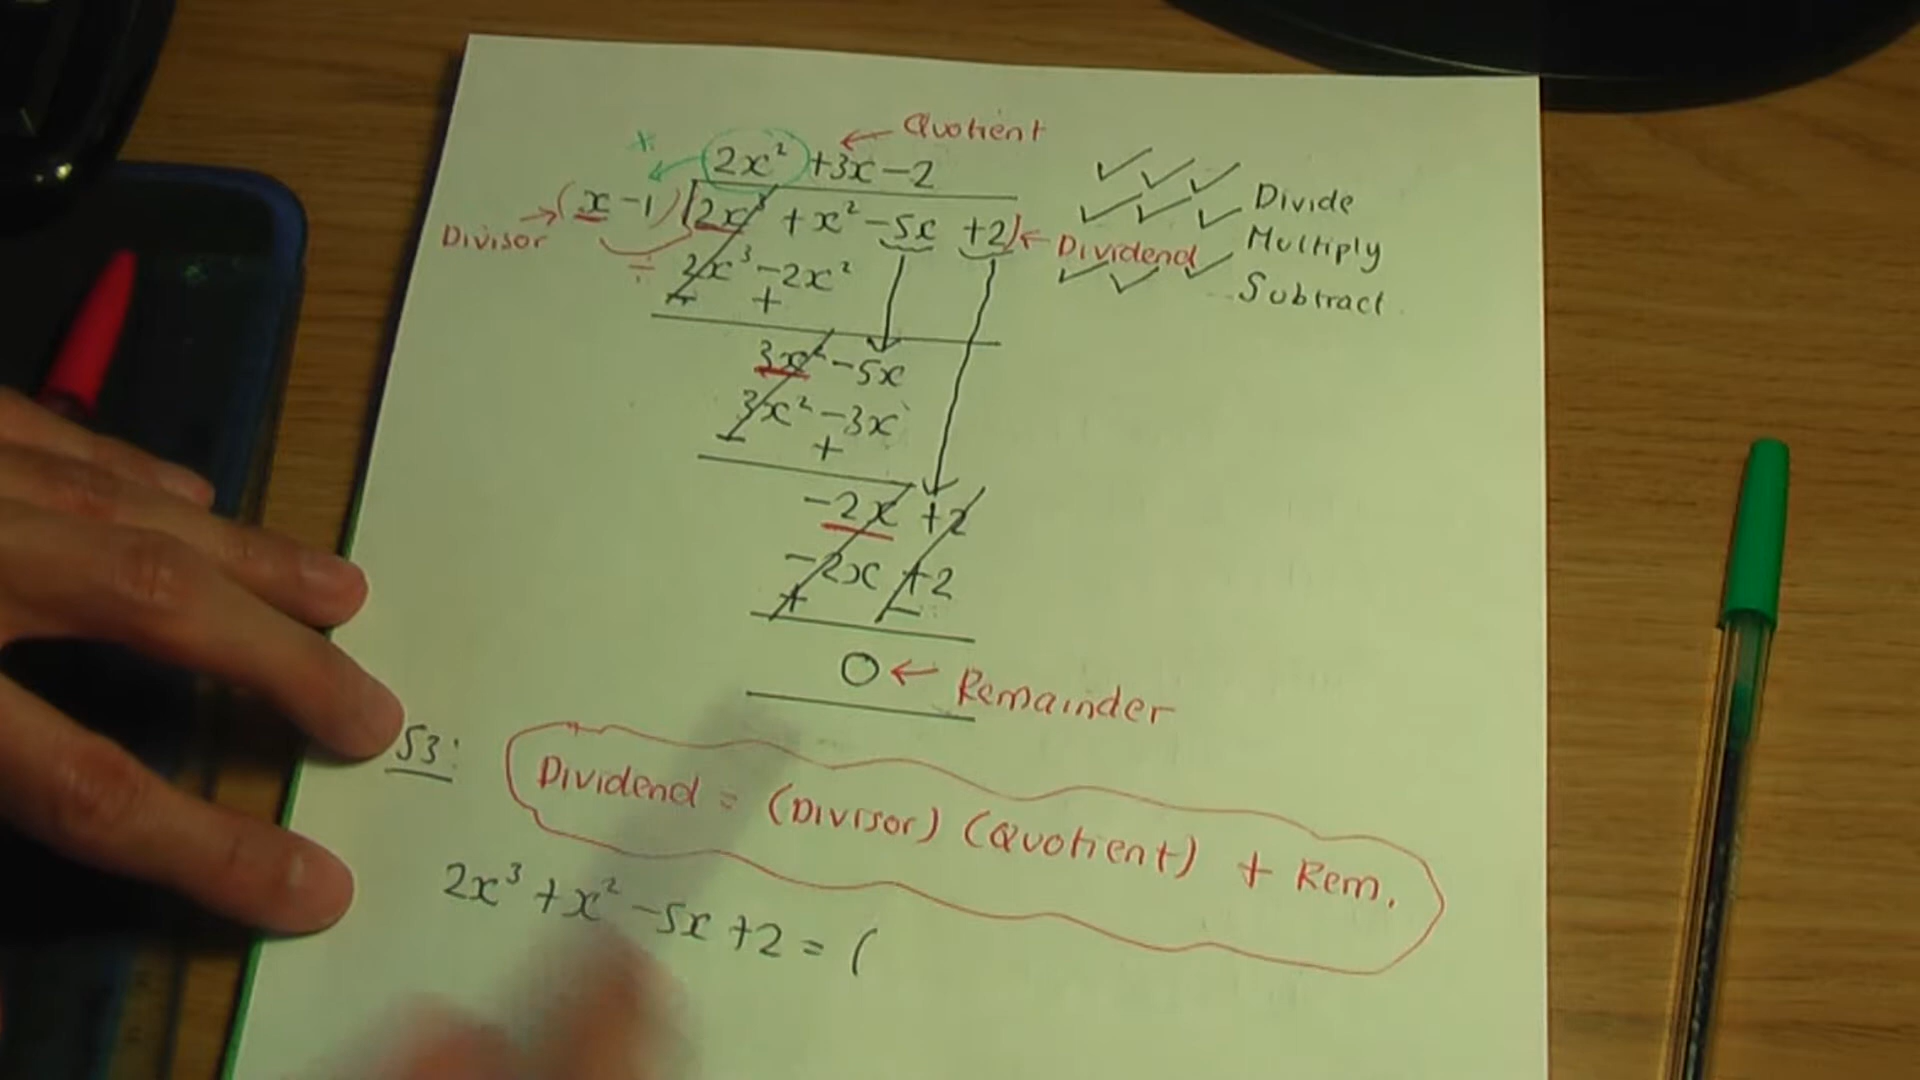 Quotient
2x² + 3x - 2
Divisor (x - 1) 2x³ + x² - 5x + 2) Dividend
÷ 2x³ - 2x²
- +
3x² - 5x
3x² - 3x
- +
-2x + 2
-2x + 2
+ -
0 ← Remainder
Divide
Multiply
Subtract
S3:
Dividend = (Divisor) (Quotient) + Rem.
2x³ + x² - 5x + 2 = (